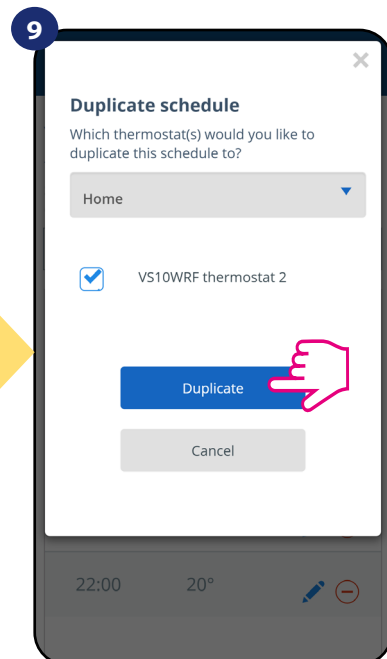 9
Duplicate schedule
Which thermostat(s) would you like to
duplicate this schedule to?
Home
VS10WRF thermostat 2
Duplicate
Cancel
22:00 20°